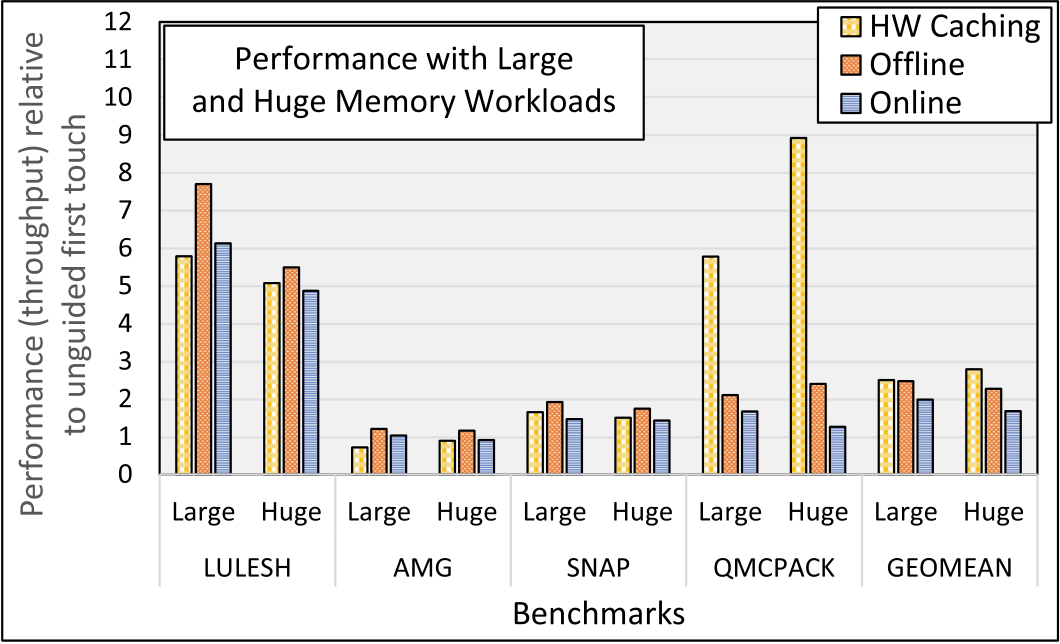 Performance with Large
and Huge Memory Workloads
HW Caching
Offline
Online
Performance (throughput) relative
to unguided first touch
12
11
10
9
8
7
6
5
4
3
2
1
0
Large Huge Large Huge Large Huge Large Huge Large Huge
LULESH AMG SNAP QMCPACK GEOMEAN
Benchmarks